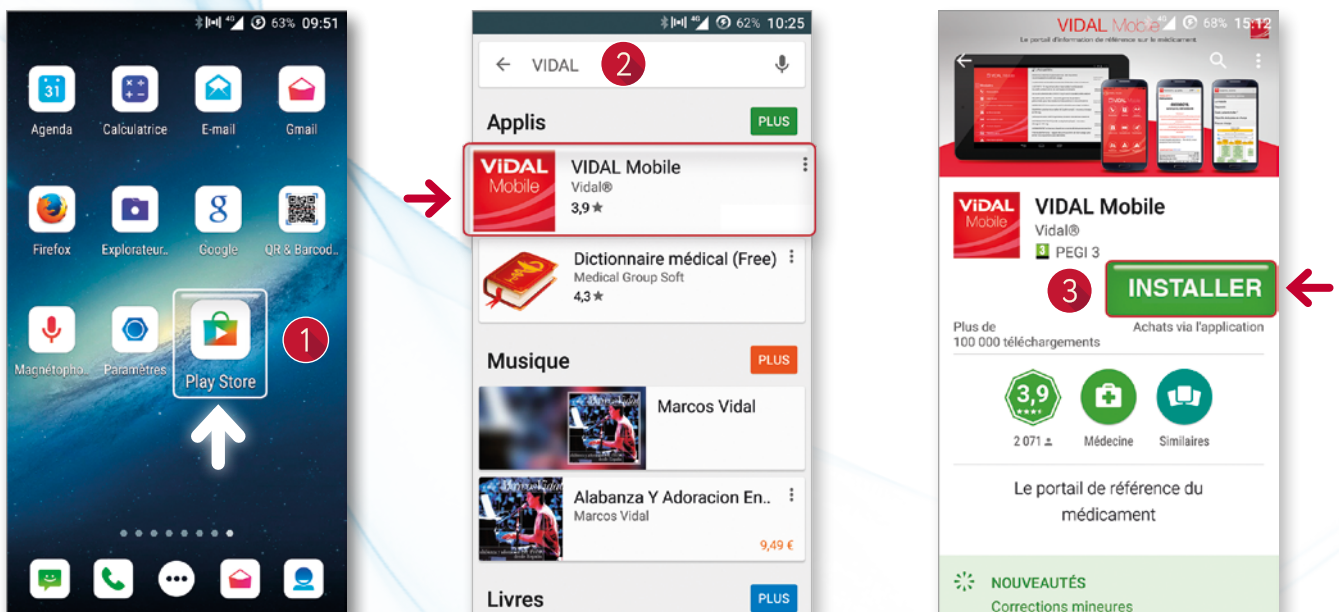 63% 09:51
31
Agenda
Calculatrice
E-mail
Gmail
Firefox
Explorateur..
Google
QR & Barcod..
Magnétopho..
Paramètres
Play Store
1
62% 10:25
VIDAL
2
Applis
PLUS
ViDAL
Mobile
VIDAL Mobile
Vidal®
3,9 ★
Dictionnaire médical (Free)
Medical Group Soft
4,3 ★
Musique
PLUS
Marcos Vidal
Alabanza Y Adoracion En..
Marcos Vidal
9,49 €
Livres
PLUS
68% 15:12
VIDAL Mobile
Le portail d'information de référence sur le médicament
ViDAL
Mobile
VIDAL Mobile
Vidal®
3 PEGI 3
3
INSTALLER
Plus de
100 000 téléchargements
Achats via l'application
3,9
2 071
Médecine
Similaires
Le portail de référence du
médicament
NOUVEAUTÉS
Corrections mineures